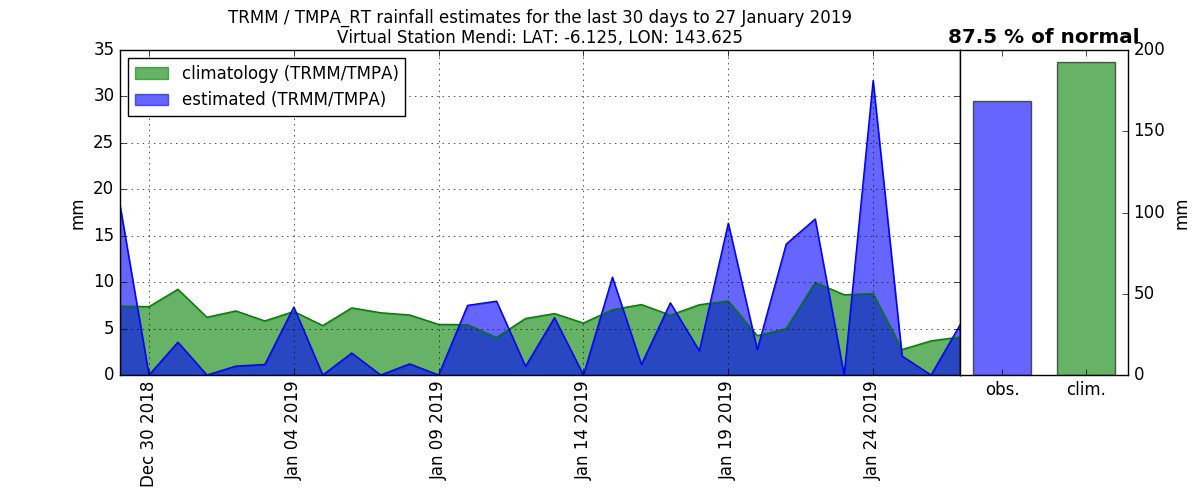 TRMM / TMPA_RT rainfall estimates for the last 30 days to 27 January 2019
Virtual Station Mendi: LAT: -6.125, LON: 143.625
87.5 % of normal
climatology (TRMM/TMPA)
estimated (TRMM/TMPA)
35
30
25
20
15
10
5
0
mm
Dec 30 2018
Jan 04 2019
Jan 09 2019
Jan 14 2019
Jan 19 2019
Jan 24 2019
obs.
clim.
200
150
100
50
0
mm